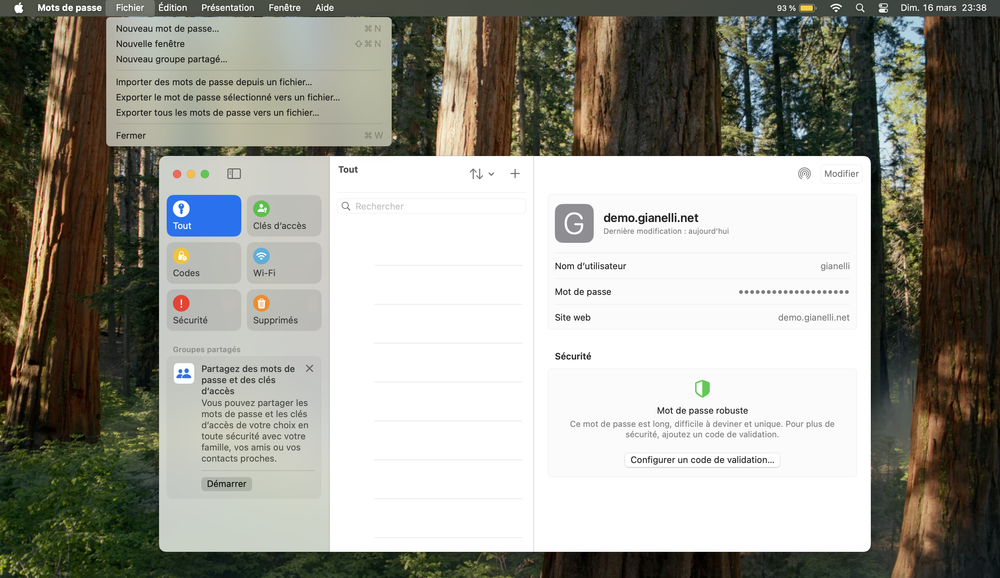 Mots de passe Fichier Édition Présentation Fenêtre Aide 93 % Dim. 16 mars 23:38
Nouveau mot de passe... ⌘ N
Nouvelle fenêtre ⇧ ⌘ N
Nouveau groupe partagé...
Importer des mots de passe depuis un fichier...
Exporter le mot de passe sélectionné vers un fichier...
Exporter tous les mots de passe vers un fichier...
Fermer ⌘ W
Tout
Clés d'accès
Codes
Wi-Fi
Sécurité
Supprimés
Groupes partagés
Partagez des mots de
passe et des clés
d'accès
Vous pouvez partager les
mots de passe et les clés
d'accès de votre choix en
toute sécurité avec votre
famille, vos amis ou vos
contacts proches.
Démarrer
Tout
Rechercher
Modifier
G
demo.gianelli.net
Dernière modification : aujourd'hui
Nom d'utilisateur gianelli
Mot de passe ••••••••••••••••••••
Site web demo.gianelli.net
Sécurité
Mot de passe robuste
Ce mot de passe est long, difficile à deviner et unique. Pour plus de
sécurité, ajoutez un code de validation.
Configurer un code de validation...